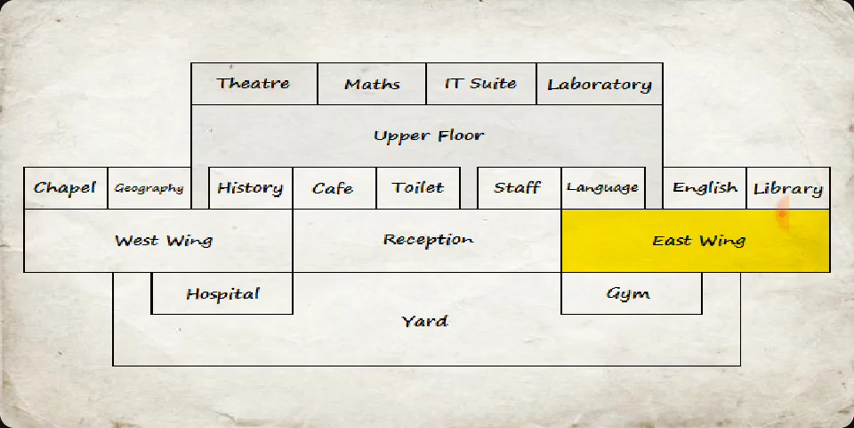 Theatre Maths IT Suite Laboratory
Upper Floor
Chapel Geography History Cafe Toilet Staff Language English Library
West Wing Reception East Wing
Hospital Gym
Yard